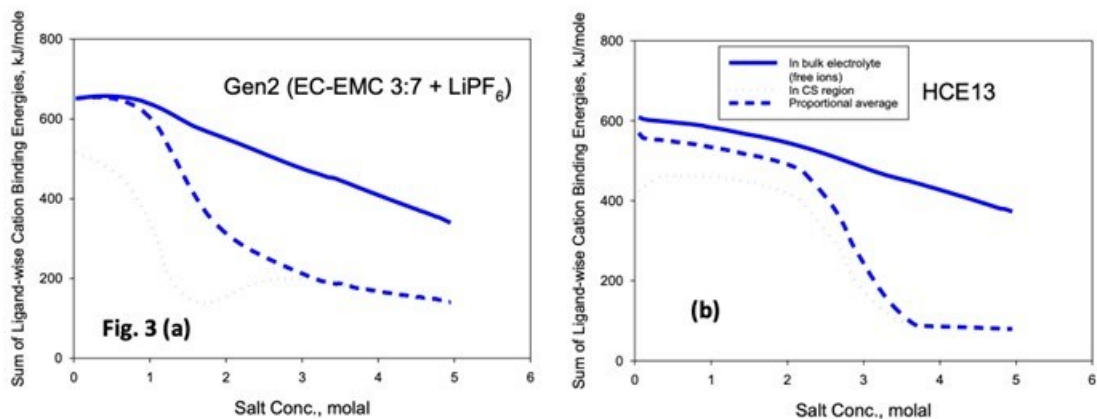 Sum of Ligand-wise Cation Binding Energies, kJ/mole
800
600
400
200
0
Gen2 (EC-EMC 3:7 + LiPF6)
Fig. 3 (a)
0 1 2 3 4 5 6
Salt Conc., molal
Sum of Ligand-wise Cation Binding Energies, kJ/mole
800
600
400
200
0
In bulk electrolyte
(free ions)
In CS region
Proportional average
HCE13
(b)
0 1 2 3 4 5 6
Salt Conc., molal